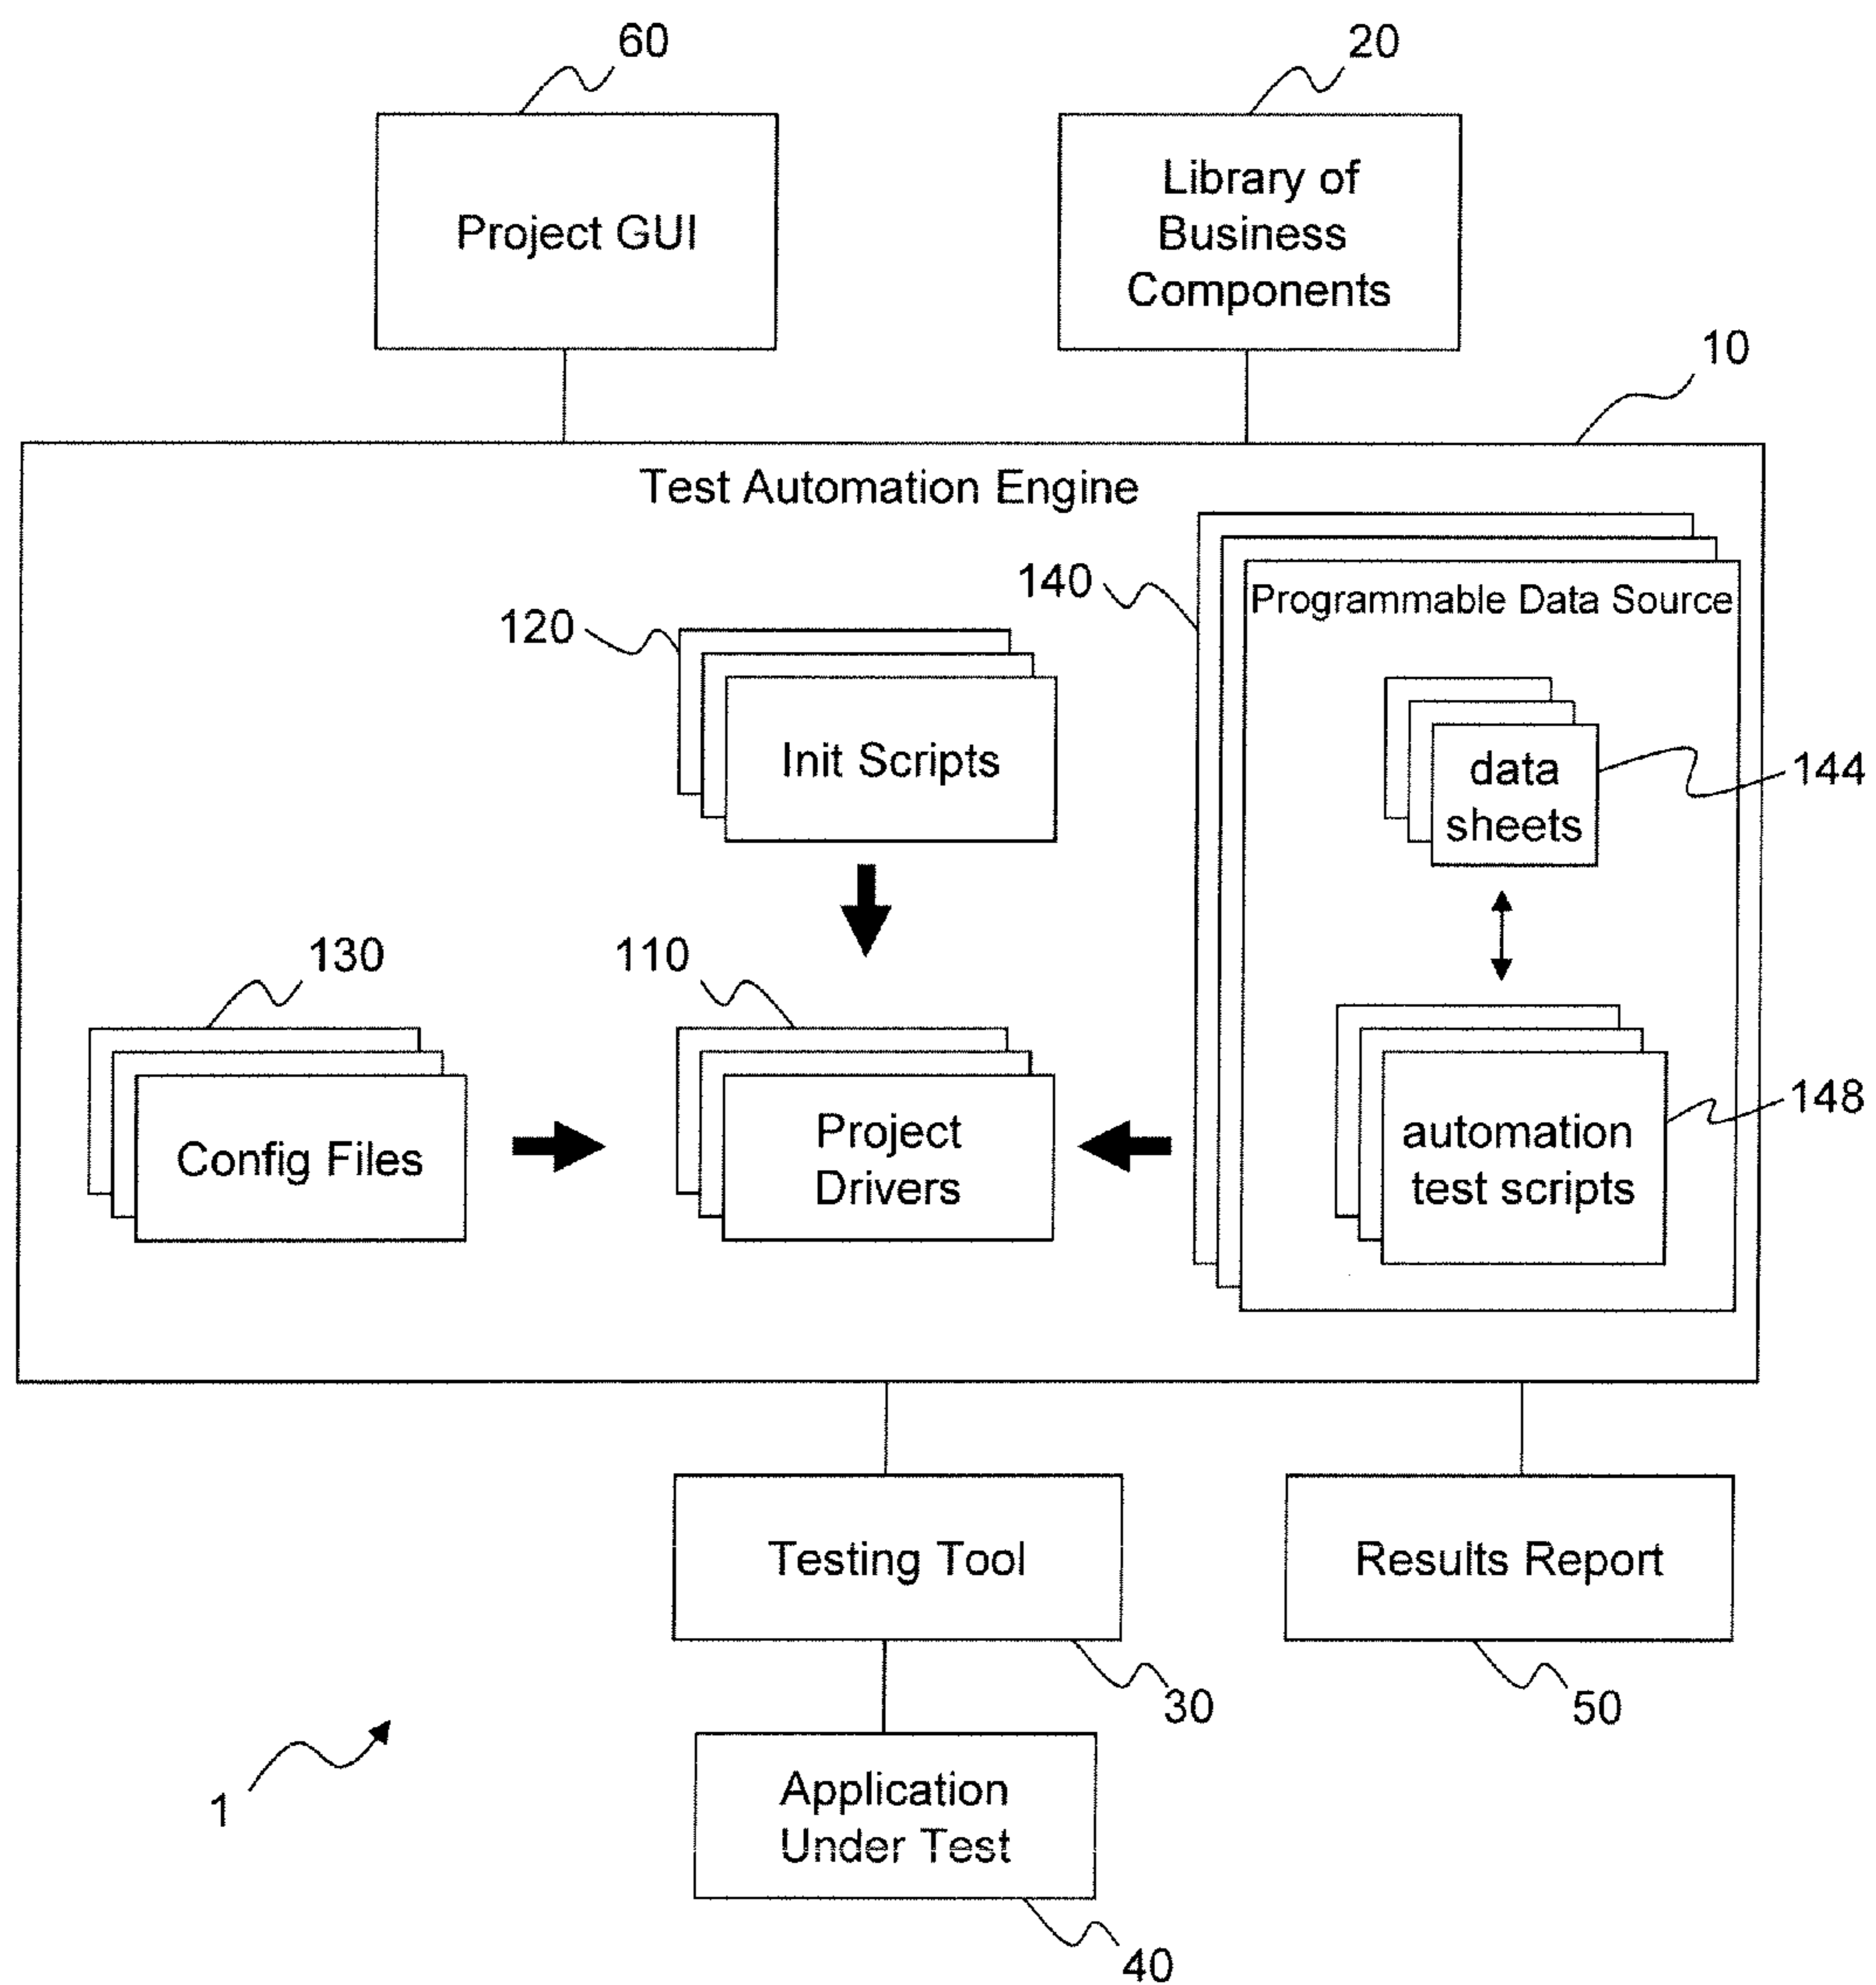 60
20
Project GUI
Library of
Business
Components
10
Test Automation Engine
140
Programmable Data Source
120
Init Scripts
data
sheets
144
130
110
Config Files
Project
Drivers
automation
test scripts
148
Testing Tool
Results Report
30
50
1
Application
Under Test
40